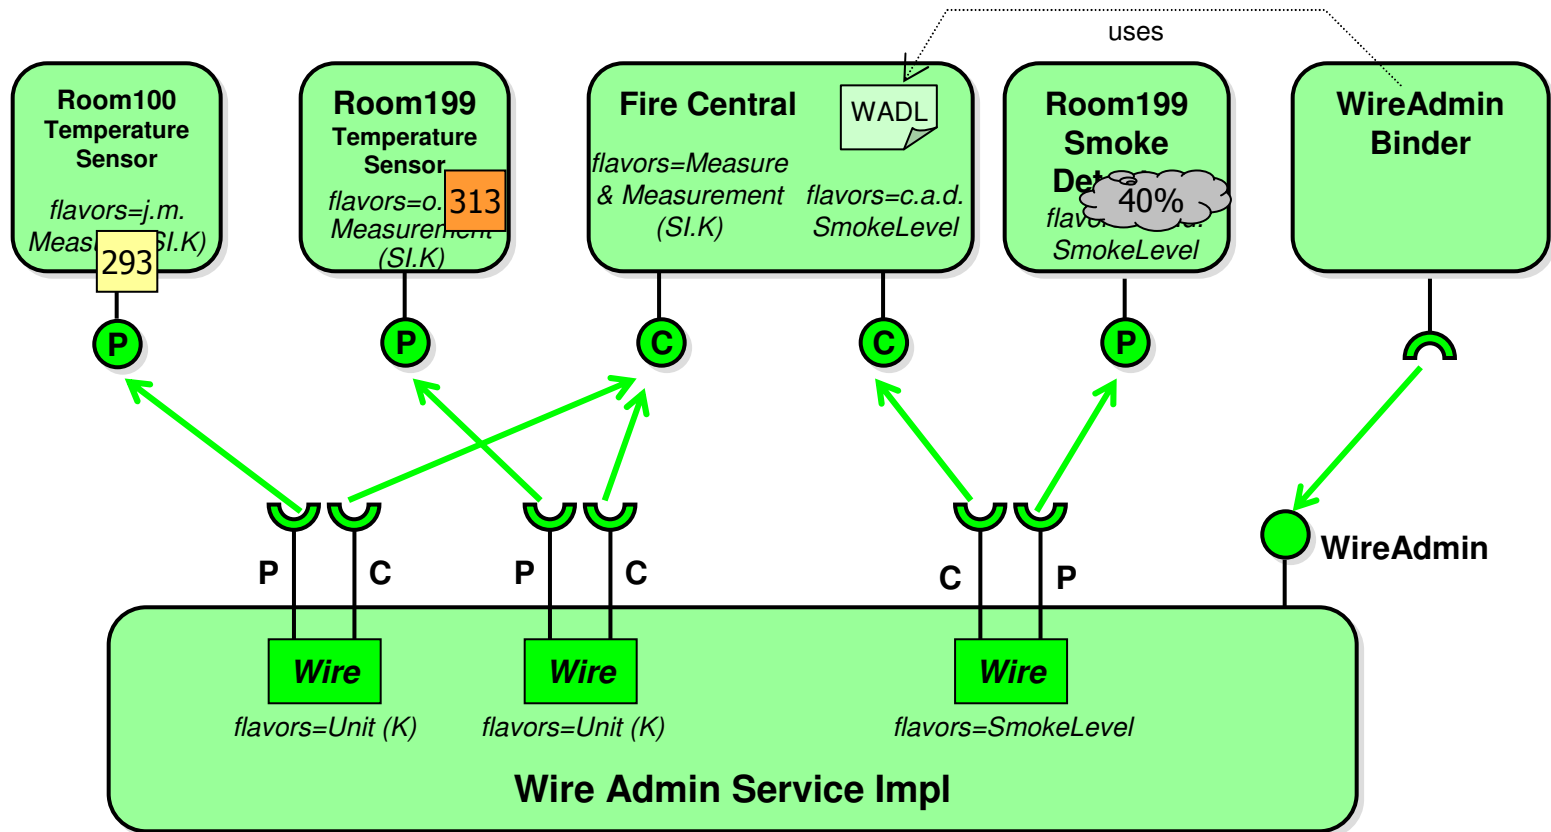 uses
Room100
Temperature
Sensor
flavors=j.m.
(SI.K)
293
Room199
Temperature
Sensor
flavors=o.
313
Measurement
(SI.K)
Fire Central
WADL
flavors=Measure
& Measurement
(SI.K)
flavors=c.a.d.
SmokeLevel
Room199
Smoke
40%
SmokeLevel
WireAdmin
Binder
P
P
C
C
P
P
C
P
C
C
P
WireAdmin
Wire
Wire
Wire
flavors=Unit (K)
flavors=Unit (K)
flavors=SmokeLevel
Wire Admin Service Impl